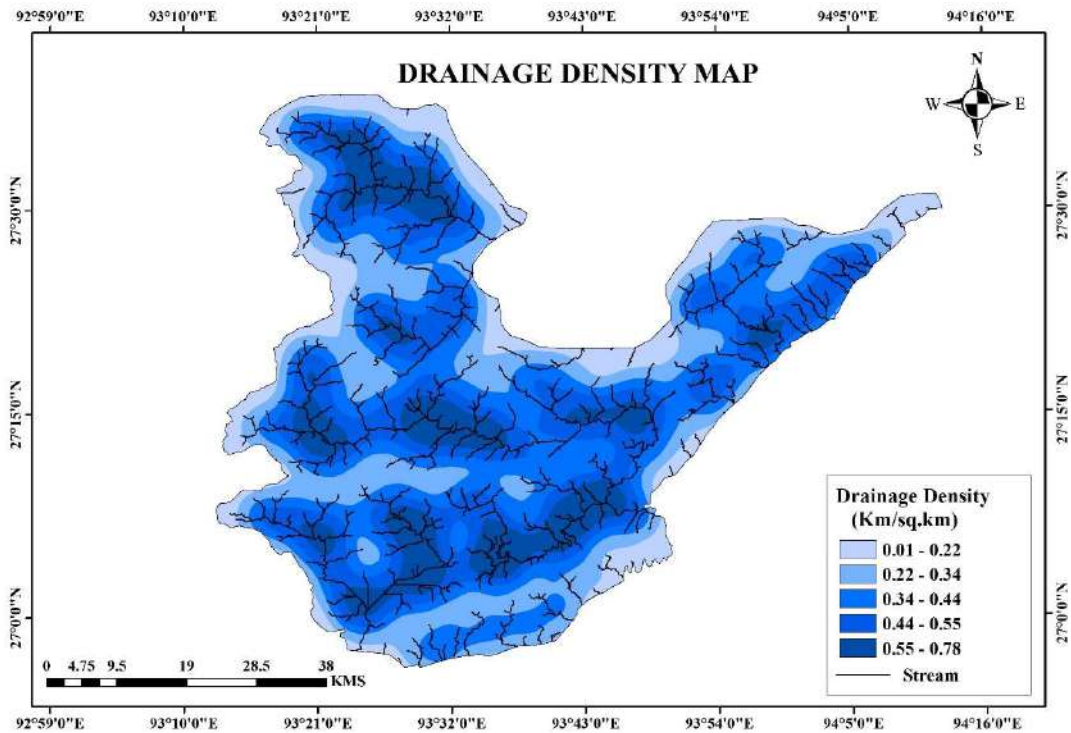 92°59'0"E 93°10'0"E 93°21'0"E 93°32'0"E 93°43'0"E 93°54'0"E 94°5'0"E 94°16'0"E
DRAINAGE DENSITY MAP
N
W E
S
27°30'0"N 27°30'0"N
27°15'0"N 27°15'0"N
27°0'0"N 27°0'0"N
Drainage Density
(Km/sq.km)
0.01 - 0.22
0.22 - 0.34
0.34 - 0.44
0.44 - 0.55
0.55 - 0.78
Stream
0 4.75 9.5 19 28.5 38
KMS
92°59'0"E 93°10'0"E 93°21'0"E 93°32'0"E 93°43'0"E 93°54'0"E 94°5'0"E 94°16'0"E